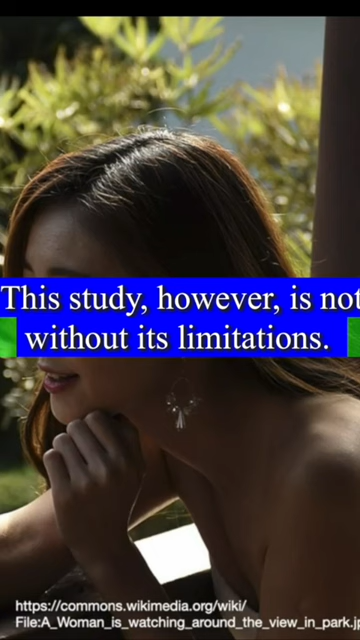 This study, however, is not
without its limitations.
https://commons.wikimedia.org/wiki/
File:A_Woman_is_watching_around_the_view_in_park.jp